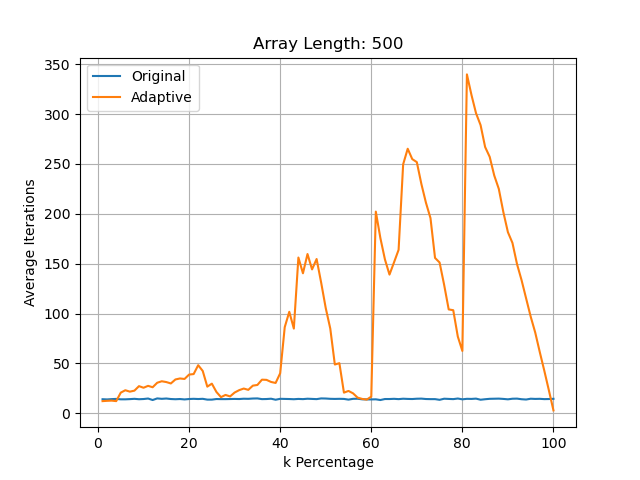 Array Length: 500
Original
Adaptive
350
300
250
200
150
100
50
0
Average Iterations
0 20 40 60 80 100
k Percentage